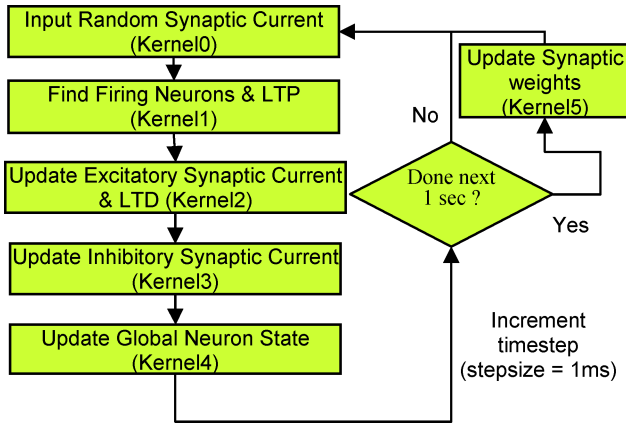 Input Random Synaptic Current
(Kernel0)
Find Firing Neurons & LTP
(Kernel1)
Update Excitatory Synaptic Current
& LTD (Kernel2)
Update Inhibitory Synaptic Current
(Kernel3)
Update Global Neuron State
(Kernel4)
Increment
timestep
(stepsize = 1ms)
Done next
1 sec ?
No
Yes
Update Synaptic
weights
(Kernel5)